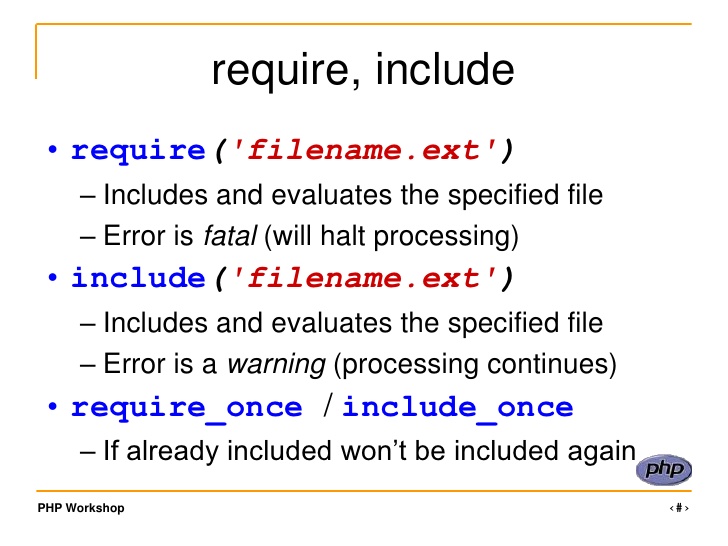 require, include
• require('filename.ext')
– Includes and evaluates the specified file
– Error is fatal (will halt processing)
• include('filename.ext')
– Includes and evaluates the specified file
– Error is a warning (processing continues)
• require_once / include_once
– If already included won’t be included again
php
PHP Workshop
‹#›